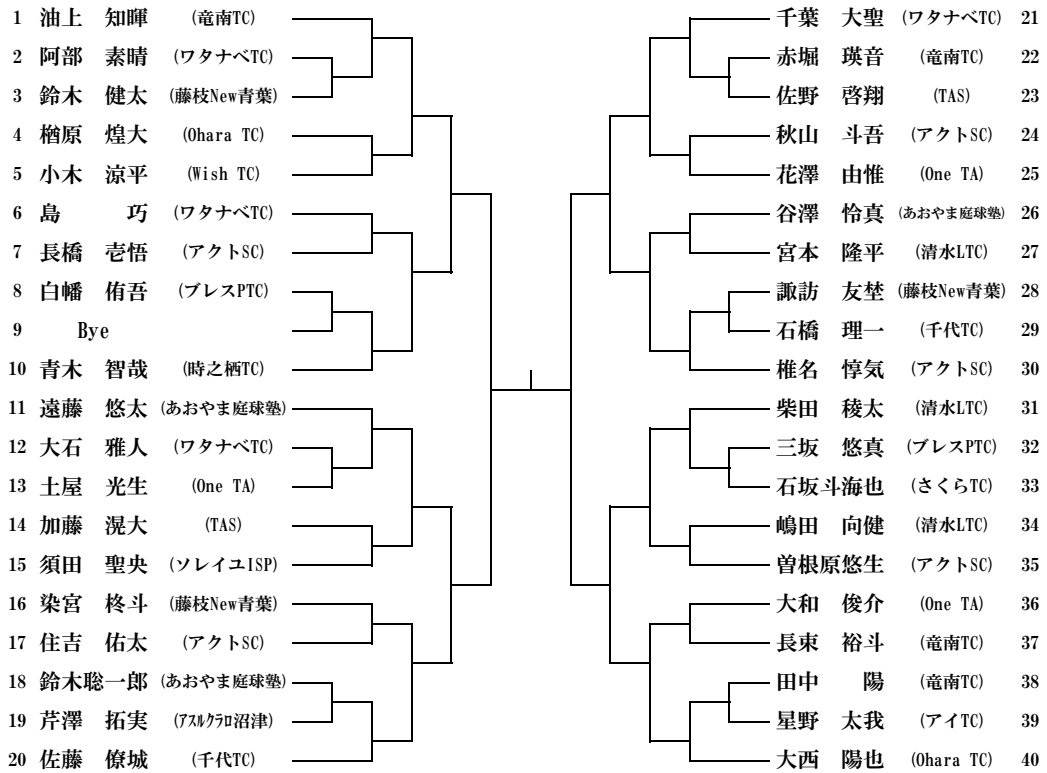 1 油上 知暉 (竜南TC)
2 阿部 素晴 (ワタナベTC)
3 鈴木 健太 (藤枝New青葉)
4 楢原 煌大 (Ohara TC)
5 小木 涼平 (Wish TC)
6 島 巧 (ワタナベTC)
7 長橋 壱悟 (アクトSC)
8 白幡 侑吾 (ブレスPTC)
9 Bye
10 青木 智哉 (時之栖TC)
11 遠藤 悠太 (あおやま庭球塾)
12 大石 雅人 (ワタナベTC)
13 土屋 光生 (One TA)
14 加藤 滉大 (TAS)
15 須田 聖央 (ソレイユISP)
16 染宮 柊斗 (藤枝New青葉)
17 住吉 佑太 (アクトSC)
18 鈴木聡一郎 (あおやま庭球塾)
19 芹澤 拓実 (アスルクラロ沼津)
20 佐藤 僚城 (千代TC)
千葉 大聖 (ワタナベTC) 21
赤堀 瑛音 (竜南TC) 22
佐野 啓翔 (TAS) 23
秋山 斗吾 (アクトSC) 24
花澤 由惟 (One TA) 25
谷澤 怜真 (あおやま庭球塾) 26
宮本 隆平 (清水LTC) 27
諏訪 友埜 (藤枝New青葉) 28
石橋 理一 (千代TC) 29
椎名 惇気 (アクトSC) 30
柴田 稜太 (清水LTC) 31
三坂 悠真 (ブレスPTC) 32
石坂斗海也 (さくらTC) 33
嶋田 向健 (清水LTC) 34
曽根原悠生 (アクトSC) 35
大和 俊介 (One TA) 36
長束 裕斗 (竜南TC) 37
田中 陽 (竜南TC) 38
星野 太我 (アイTC) 39
大西 陽也 (Ohara TC) 40